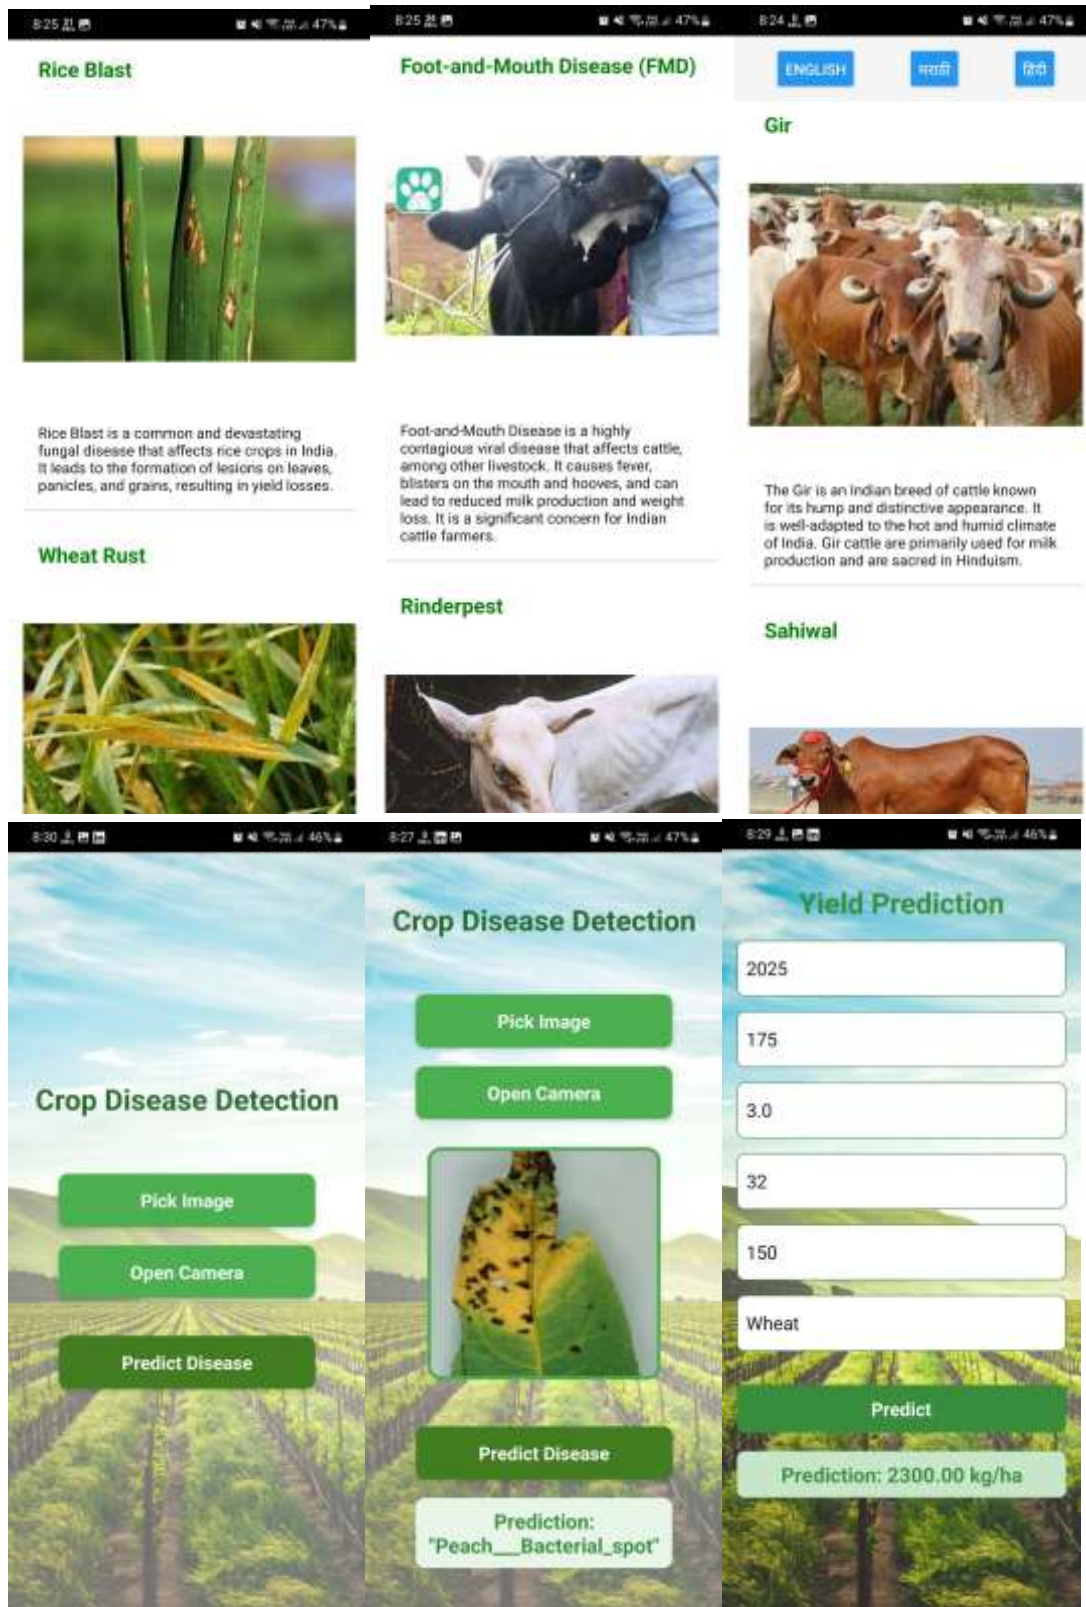 8:25
47%
Rice Blast
Rice Blast is a common and devastating
fungal disease that affects rice crops in India.
It leads to the formation of lesions on leaves,
panicles, and grains, resulting in yield losses.
Wheat Rust
8:25
47%
Foot-and-Mouth Disease (FMD)
Foot-and-Mouth Disease is a highly
contagious viral disease that affects cattle,
among other livestock. It causes fever,
blisters on the mouth and hooves, and can
lead to reduced milk production and weight
loss. It is a significant concern for Indian
cattle farmers.
Rinderpest
8:24
47%
ENGLISH
मराठी
हिंदी
Gir
The Gir is an Indian breed of cattle known
for its hump and distinctive appearance. It
is well-adapted to the hot and humid climate
of India. Gir cattle are primarily used for milk
production and are sacred in Hinduism.
Sahiwal
8:30
46%
Crop Disease Detection
Pick Image
Open Camera
Predict Disease
8:27
47%
Crop Disease Detection
Pick Image
Open Camera
Predict Disease
Prediction:
"Peach___Bacterial_spot"
8:29
46%
Yield Prediction
2025
175
3.0
32
150
Wheat
Predict
Prediction: 2300.00 kg/ha